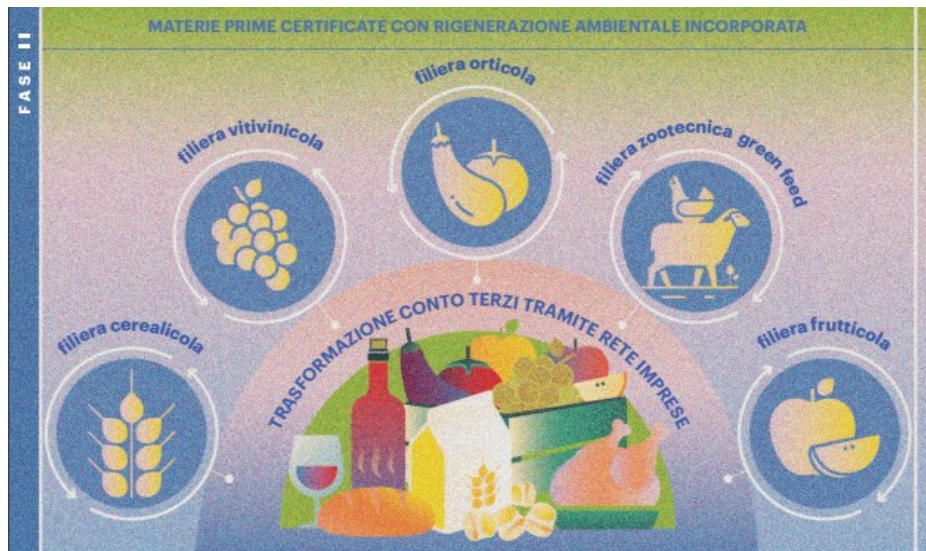 FASE II
MATERIE PRIME CERTIFICATE CON RIGENERAZIONE AMBIENTALE INCORPORATA
filiera orticola
filiera vitivinicola
filiera zootecnica green feed
filiera cerealicola
TRASFORMAZIONE CONTO TERZI TRAMITE RETE IMPRESE
filiera frutticola